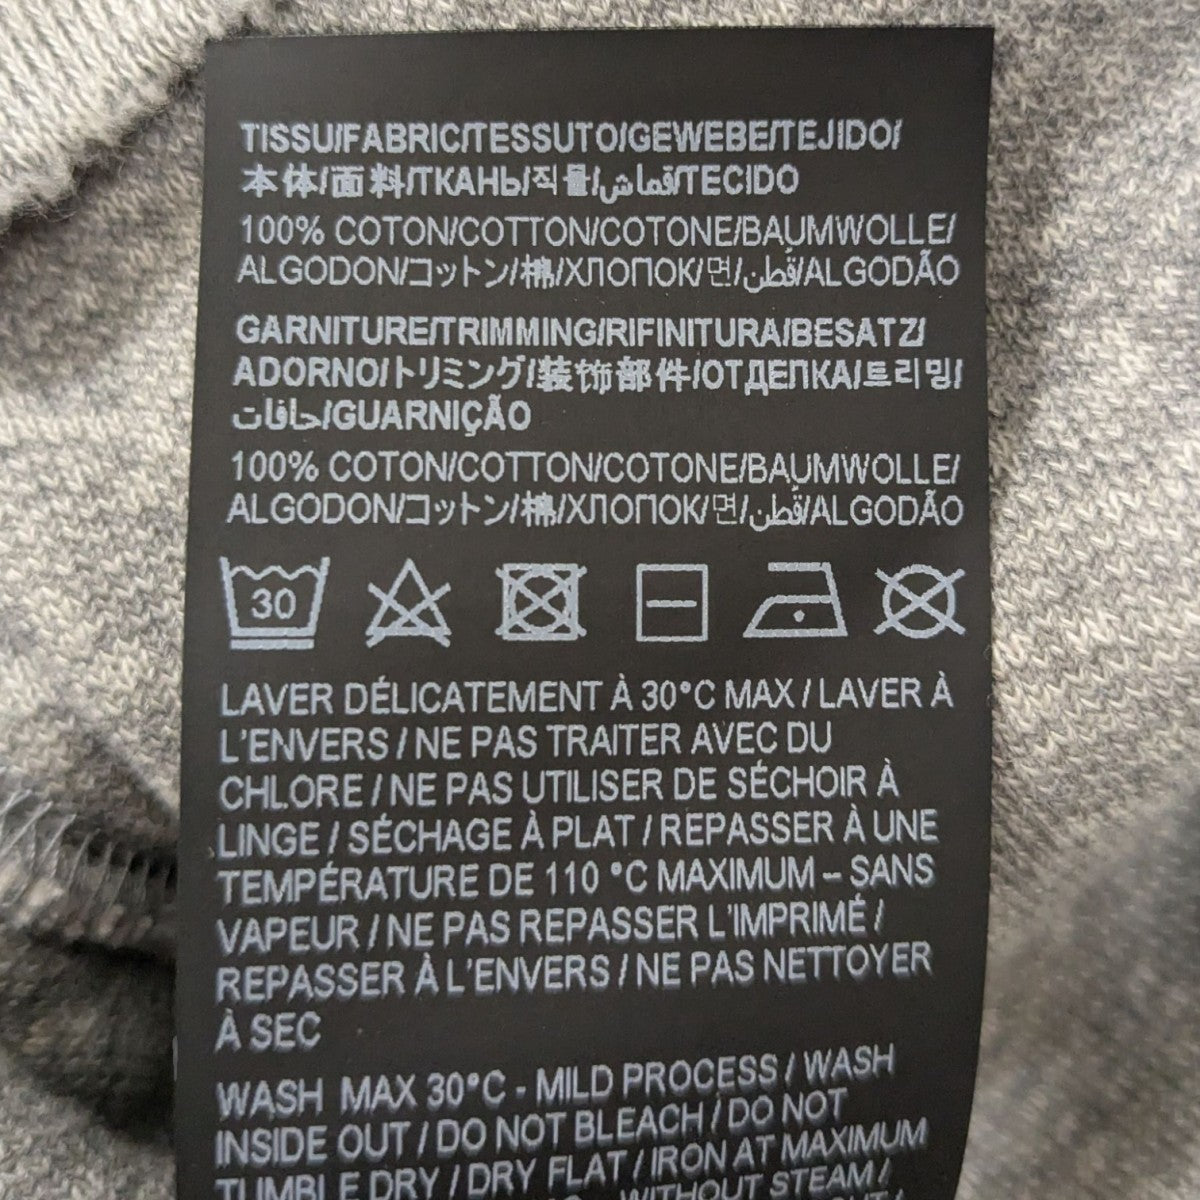 TISSU/FABRIC/TESSUTO/GEWEBE/TEJIDO/
本体/面料/ТКАНЬ/직물/قماش/TECIDO
100% COTON/COTTON/COTONE/BAUMWOLLE/
ALGODON/コットン/棉/ХЛОПОК/면/قُطن/ALGODÃO
GARNITURE/TRIMMING/RIFINITURA/BESATZ/
ADORNO/トリミング/装饰部件/ОТДЕЛКА/트리밍/
حافات/GUARNIÇÃO
100% COTON/COTTON/COTONE/BAUMWOLLE/
ALGODON/コットン/棉/ХЛОПОК/면/قُطن/ALGODÃO
30
LAVER DÉLICATEMENT À 30°C MAX / LAVER À
L'ENVERS / NE PAS TRAITER AVEC DU
CHLORE / NE PAS UTILISER DE SÉCHOIR À
LINGE / SÉCHAGE À PLAT / REPASSER À UNE
TEMPÉRATURE DE 110 °C MAXIMUM – SANS
VAPEUR / NE PAS REPASSER L'IMPRIMÉ /
REPASSER À L'ENVERS / NE PAS NETTOYER
À SEC
WASH MAX 30°C - MILD PROCESS / WASH
INSIDE OUT / DO NOT BLEACH / DO NOT
TUMBLE DRY / DRY FLAT / IRON AT MAXIMUM
WITHOUT STEAM /